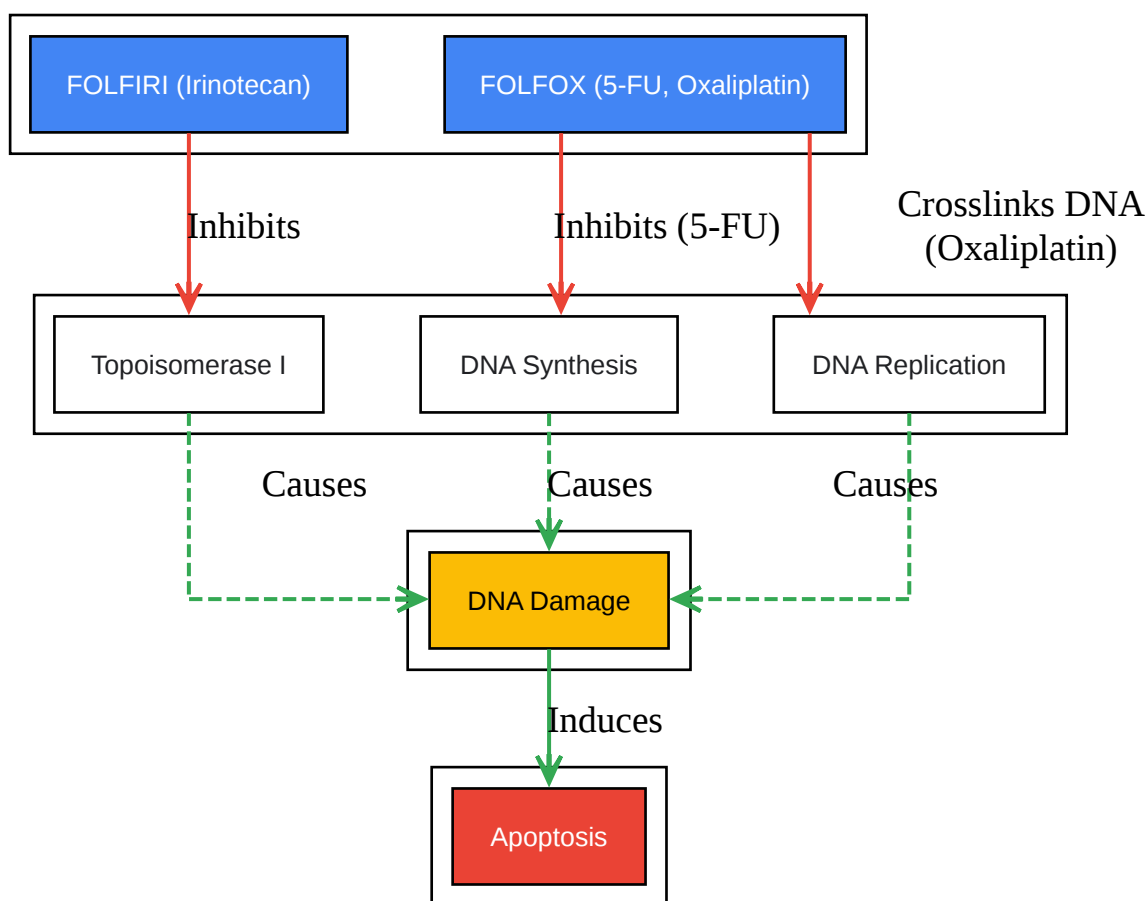 FOLFIRI (Irinotecan)
FOLFOX (5-FU, Oxaliplatin)
Inhibits
Inhibits (5-FU)
Crosslinks DNA
(Oxaliplatin)
Topoisomerase I
DNA Synthesis
DNA Replication
Causes
Causes
Causes
DNA Damage
Induces
Apoptosis